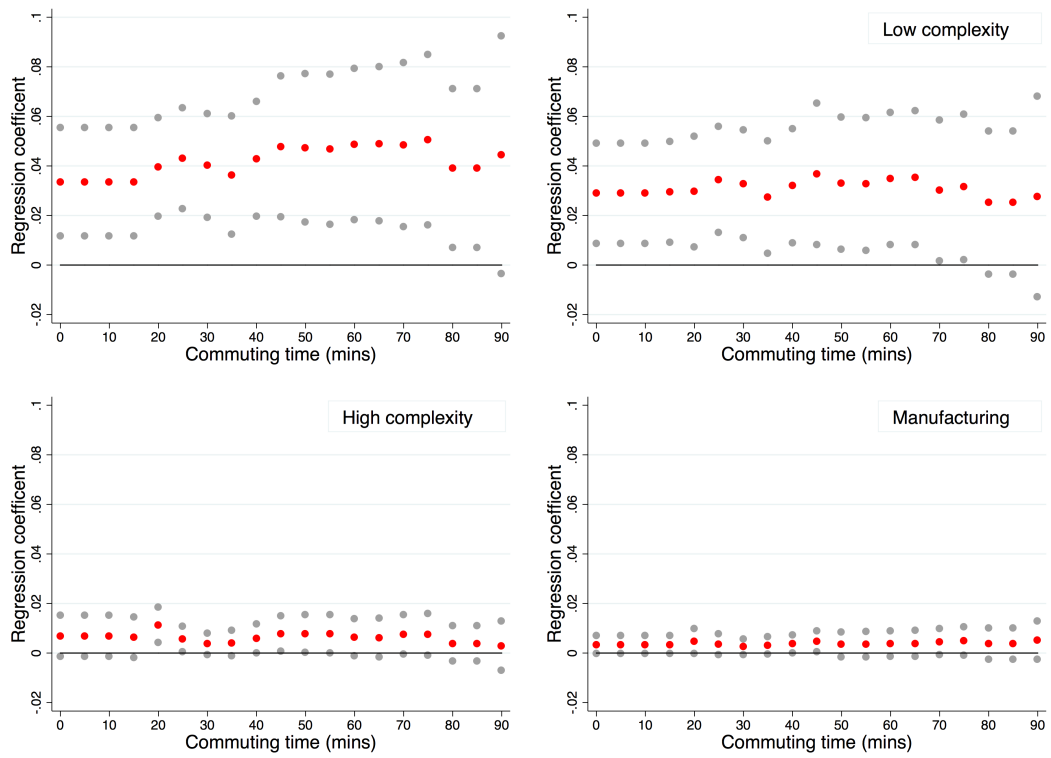 Regression coefficent
.1
.08
.06
.04
.02
0
-.02
0 10 20 30 40 50 60 70 80 90
Commuting time (mins)
Low complexity
Regression coefficent
.1
.08
.06
.04
.02
0
-.02
0 10 20 30 40 50 60 70 80 90
Commuting time (mins)
High complexity
Regression coefficent
.1
.08
.06
.04
.02
0
-.02
0 10 20 30 40 50 60 70 80 90
Commuting time (mins)
Manufacturing
Regression coefficent
.1
.08
.06
.04
.02
0
-.02
0 10 20 30 40 50 60 70 80 90
Commuting time (mins)